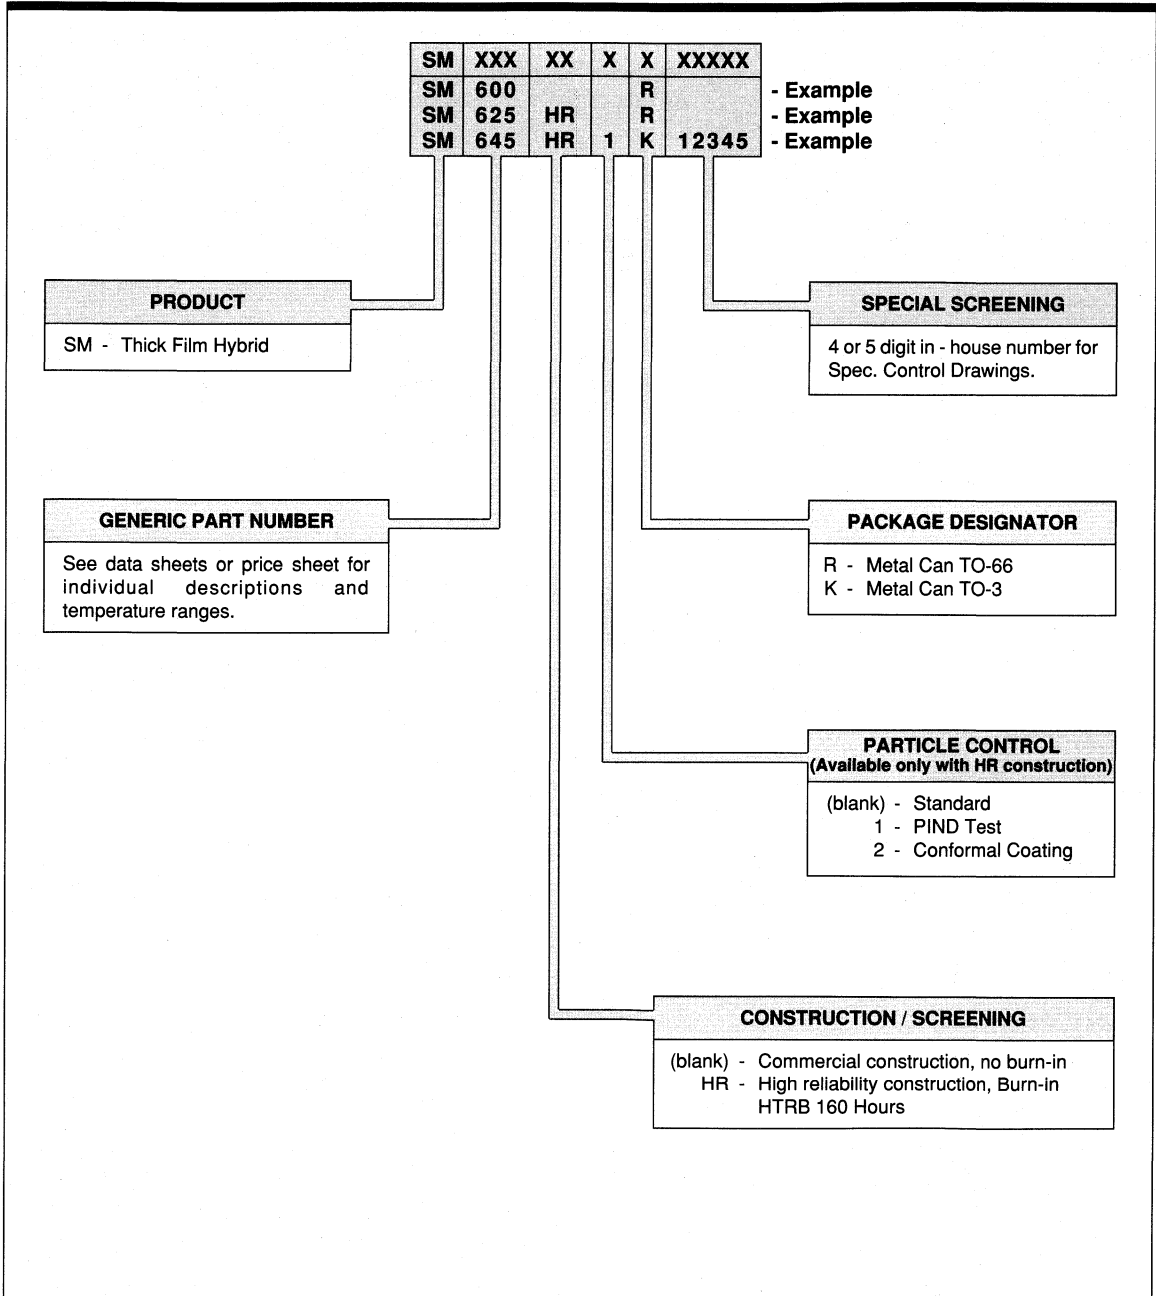 SM XXX XX X X XXXXX
SM 600 R - Example
SM 625 HR R - Example
SM 645 HR 1 K 12345 - Example
PRODUCT
SM - Thick Film Hybrid
SPECIAL SCREENING
4 or 5 digit in - house number for
Spec. Control Drawings.
GENERIC PART NUMBER
See data sheets or price sheet for
individual descriptions and
temperature ranges.
PACKAGE DESIGNATOR
R - Metal Can TO-66
K - Metal Can TO-3
PARTICLE CONTROL
(Available only with HR construction)
(blank) - Standard
1 - PIND Test
2 - Conformal Coating
CONSTRUCTION / SCREENING
(blank) - Commercial construction, no burn-in
HR - High reliability construction, Burn-in
HTRB 160 Hours